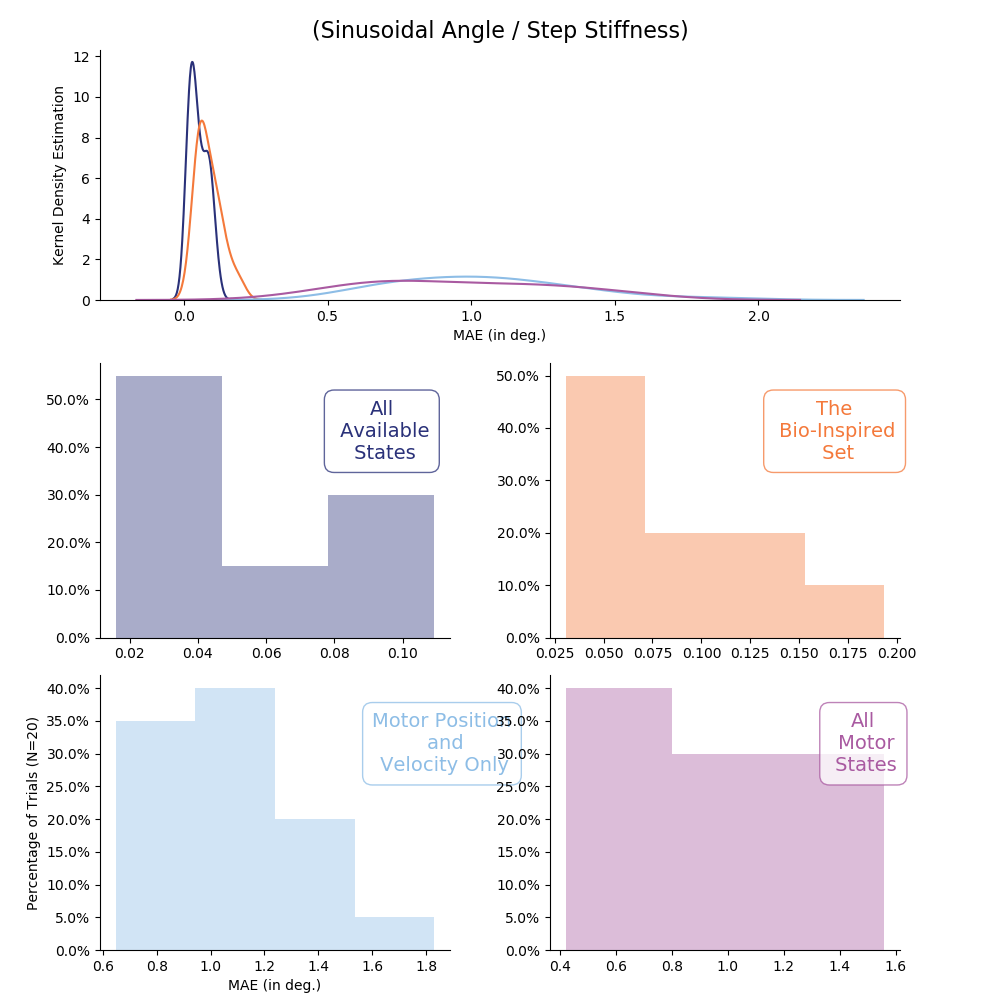 (Sinusoidal Angle / Step Stiffness)
Kernel Density Estimation
12
10
8
6
4
2
0
0.0 0.5 1.0 1.5 2.0
MAE (in deg.)
50.0%
40.0%
30.0%
20.0%
10.0%
0.0%
All
Available
States
0.02 0.04 0.06 0.08 0.10
50.0%
40.0%
30.0%
20.0%
10.0%
0.0%
The
Bio-Inspired
Set
0.025 0.050 0.075 0.100 0.125 0.150 0.175 0.200
Percentage of Trials (N=20)
40.0%
35.0%
30.0%
25.0%
20.0%
15.0%
10.0%
5.0%
0.0%
Motor Position
and
Velocity Only
0.6 0.8 1.0 1.2 1.4 1.6 1.8
MAE (in deg.)
40.0%
35.0%
30.0%
25.0%
20.0%
15.0%
10.0%
5.0%
0.0%
All
Motor
States
0.4 0.6 0.8 1.0 1.2 1.4 1.6